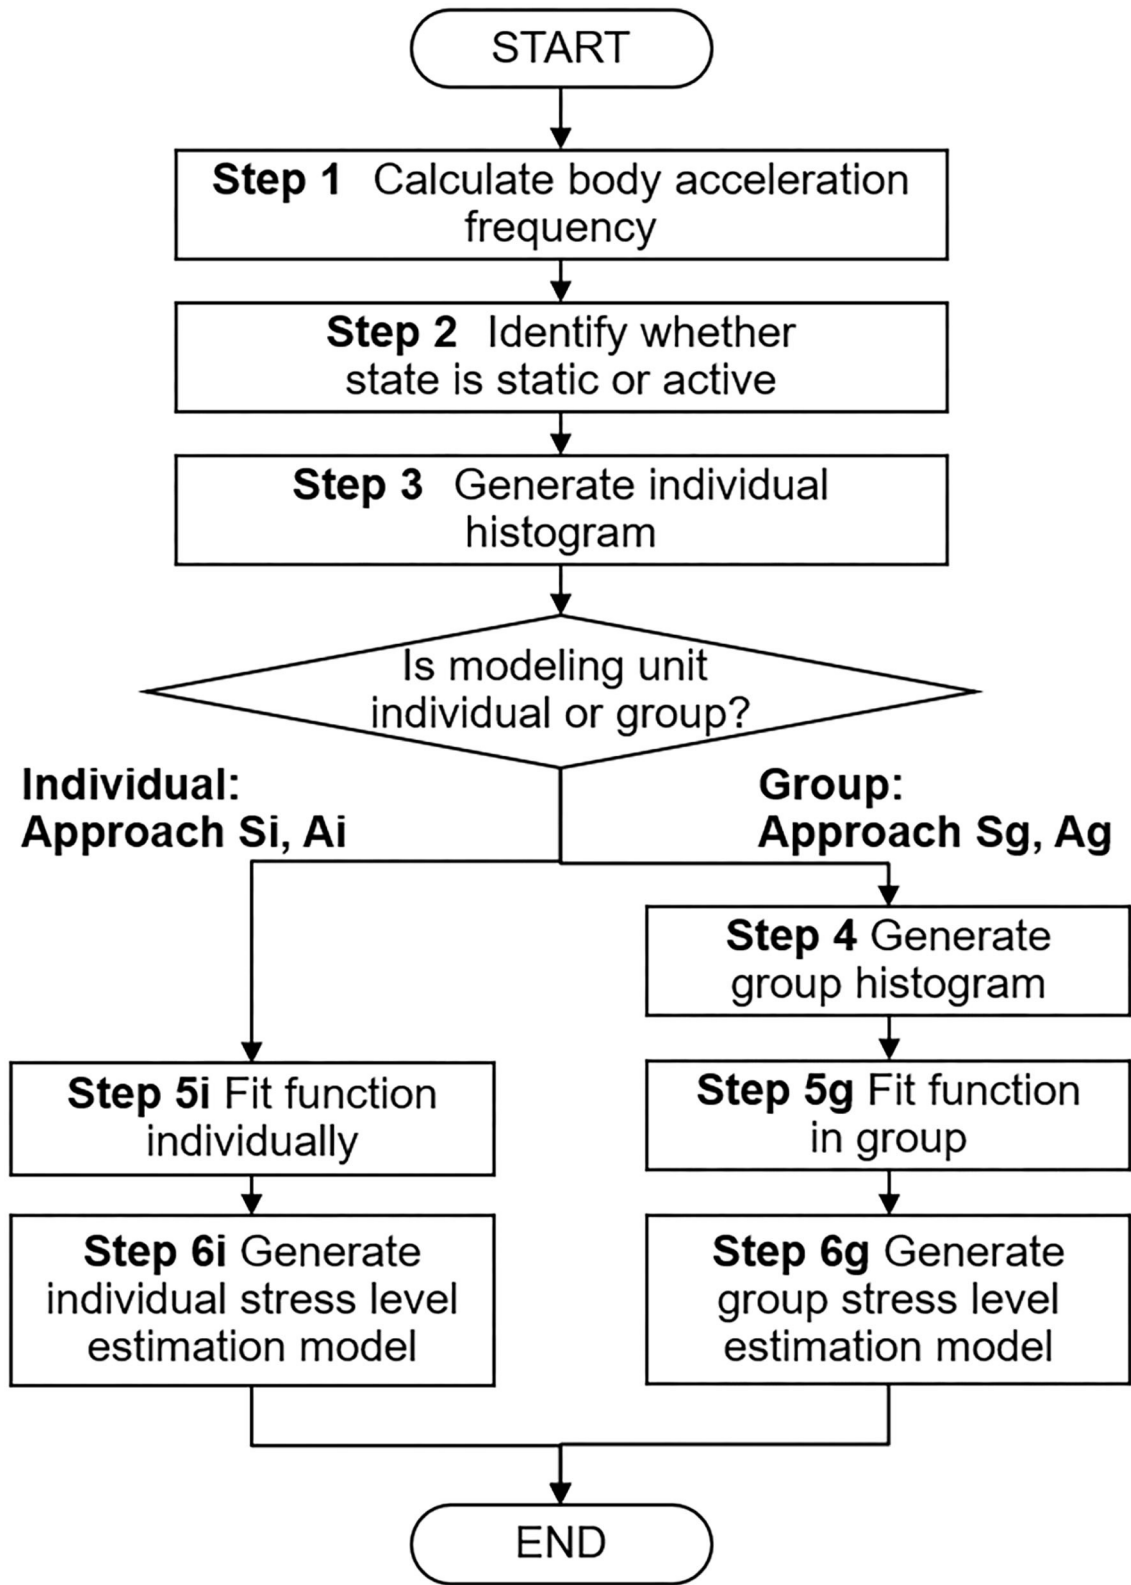 START
Step 1 Calculate body acceleration
frequency
Step 2 Identify whether
state is static or active
Step 3 Generate individual
histogram
Is modeling unit
individual or group?
Individual:
Approach Si, Ai
Group:
Approach Sg, Ag
Step 4 Generate
group histogram
Step 5i Fit function
individually
Step 5g Fit function
in group
Step 6i Generate
individual stress level
estimation model
Step 6g Generate
group stress level
estimation model
END